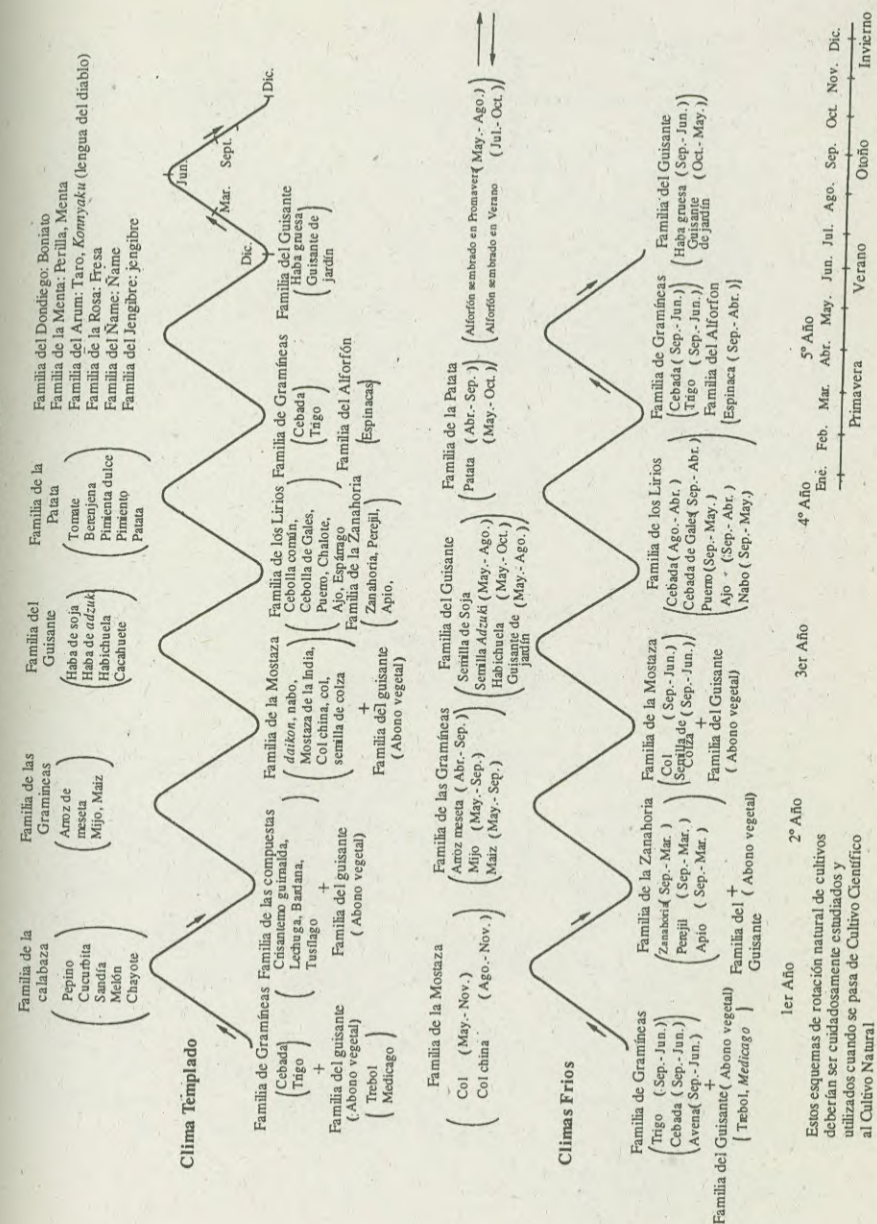 Familia de la
calabaza
Pepino
Cucurbita
Sandía
Melón
Chayote
Familia de las
Gramineas
Arroz de
meseta
Mijo, Maiz
Familia del
Guisante
Haba de soja
Haba de adzuki
Habichuela
Cacahuete
Familia de la
Patata
Tomate
Berenjena
Pimienta dulce
Pimiento
Patata
Familia del Dondiego: Boniato
Familia de la Menta: Perilla, Menta
Familia del Arum: Taro, Konnyaku (lengua del diablo)
Familia de la Rosa: Fresa
Familia del Ñame: Ñame
Familia del Jengibre: jengibre
Clima Templado
Jun.
Mar.
Sept.
Dic.
Dic.
Familia de Gramíneas
(Cebada)
(Trigo)
+
Familia del guisante
(Abono vegetal)
(Trebol
Medicago)
Familia de las compuestas
(Crisantemo guirnalda,
Lechuga, Bardana,
Tusílago)
+
Familia del guisante
(Abono vegetal)
Familia de la Mostaza
(daikon, nabo,
Mostaza de la India,
Col china, col,
semilla de colza)
+
Familia del guisante
(Abono vegetal)
Familia de los Lirios
(Cebolla común,
Cebolla de Gales,
Puerro, Chalote,
Ajo, Espárrago)
Familia de la Zanahoria
(Zanahoria, Perejil,
Apio,)
Familia de Gramíneas
(Cebada
Trigo)
Familia del Alforfón
(Espinacas)
Familia del Guisante
(Haba gruesa
Guisante de
jardín)
Familia de la Mostaza
(Col (May.- Nov.)
Col china (Ago.- Nov.))
Familia de las Gramíneas
(Arroz meseta (Abr.- Sep.)
Mijo (May.- Sep.)
Maiz (May.- Sep.))
Familia del Guisante
(Semilla de Soja
Semilla Adzuki (May.- Ago.)
Habichuela (May.- Oct.)
Guisante de (May.- Ago.)
jardín)
Familia de la Patata
(Patata (Abr.- Sep.)
(May.- Oct.))
(Alforfón sembrado en Promavera (May.- Ago.)
Alforfón sembrado en Verano (Jul.- Oct.))
Climas Frios
Familia de Gramíneas
(Trigo (Sep.- Jun.)
Cebada (Sep.- Jun.)
Avena (Sep.- Jun.))
+
Familia del Guisante (Abono vegetal)
[Trebol, Medicago]
Familia de la Zanahoria
(Zanahoria (Sep.- Mar.)
Perejil (Sep.- Mar.)
Apio (Sep.- Mar.))
Familia del +
Guisante (Abono vegetal)
Familia de la Mostaza
(Col (Sep.- Jun.)
Semilla de (Sep.- Jun.)
Colza)
+
Familia del Guisante
(Abono vegetal)
Familia de los Lirios
(Cebada (Ago.- Abr.)
Cebada de Gales (Sep.- Abr.)
Puerro (Sep.- May.)
Ajo (Sep.- Abr.)
Nabo (Sep.- May.))
Familia de Gramíneas
(Cebada (Sep.- Jun.)
Trigo (Sep.- Jun.))
Familia del Alforfon
[Espinaca (Sep.- Abr.)]
Familia del Guisante
(Haba gruesa (Sep.- Jun.)
Guisante (Oct.- May.)
de jardín)
1er Año
2º Año
3er Año
4º Año
5º Año
Ene. Feb. Mar. Abr. May. Jun. Jul. Ago. Sep. Oct. Nov. Dic.
Primavera Verano Otoño Invierno
Estos esquemas de rotación natural de cultivos
deberían ser cuidadosamente estudiados y
utilizados cuando se pasa de Cultivo Científico
al Cultivo Natural